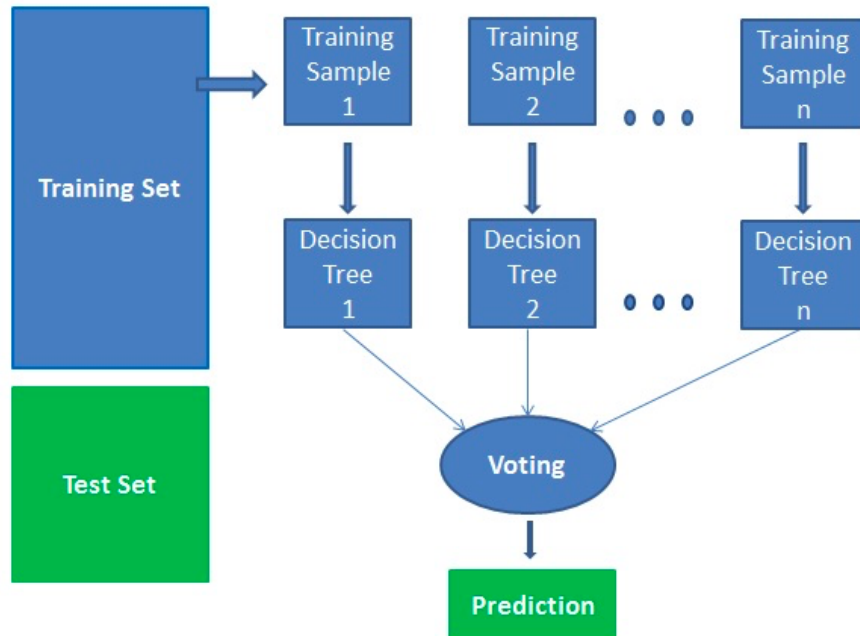 Training Set
Training
Sample
1
Training
Sample
2
Training
Sample
n
Decision
Tree
1
Decision
Tree
2
Decision
Tree
n
Test Set
Voting
Prediction